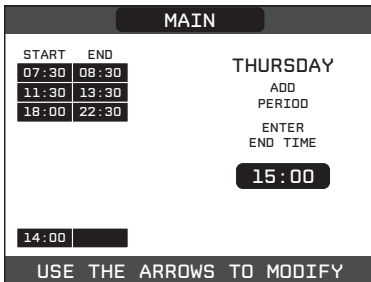 MAIN
START END
07:30 08:30
11:30 13:30
18:00 22:30
14:00
THURSDAY
ADD
PERIOD
ENTER
END TIME
15:00
USE THE ARROWS TO MODIFY